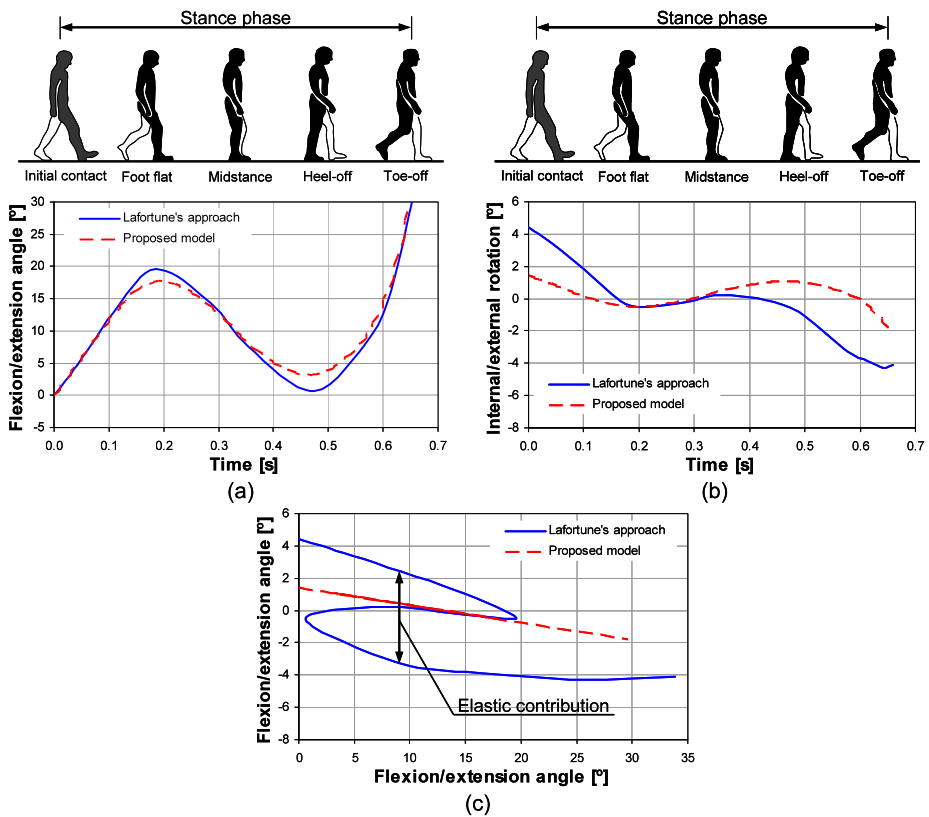 Stance phase
Initial contact Foot flat Midstance Heel-off Toe-off
Flexion/extension angle [º]
30
25
20
15
10
5
0
-5
Lafortune's approach
Proposed model
0.0 0.1 0.2 0.3 0.4 0.5 0.6 0.7
Time [s]
(a)
Stance phase
Initial contact Foot flat Midstance Heel-off Toe-off
Internal/external rotation [º]
6
4
2
0
-2
-4
-6
-8
Lafortune's approach
Proposed model
0.0 0.1 0.2 0.3 0.4 0.5 0.6 0.7
Time [s]
(b)
Flexion/extension angle [º]
6
4
2
0
-2
-4
-6
-8
Lafortune's approach
Proposed model
Elastic contribution
0 5 10 15 20 25 30 35
Flexion/extension angle [º]
(c)